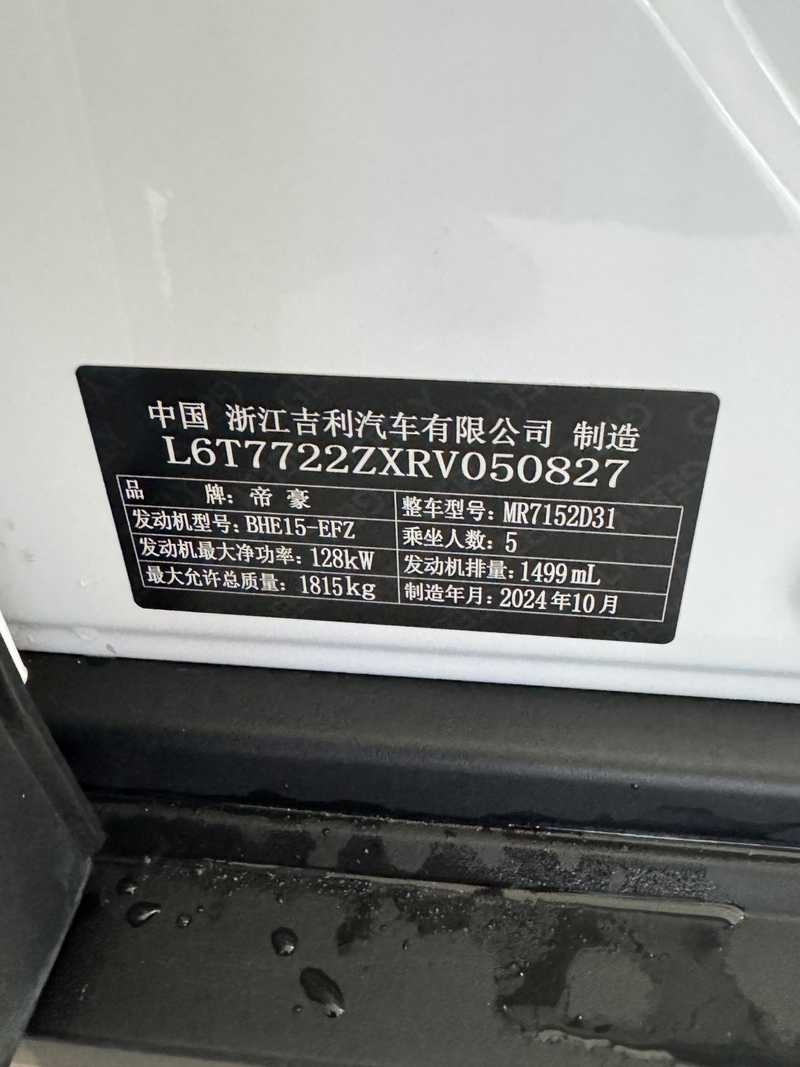 中国 浙江吉利汽车有限公司 制造
L6T7722ZXRV050827
品 牌: 帝豪 整车型号: MR7152D31
发动机型号: BHE15-EFZ 乘坐人数: 5
发动机最大净功率: 128kW 发动机排量: 1499mL
最大允许总质量: 1815kg 制造年月: 2024年10月